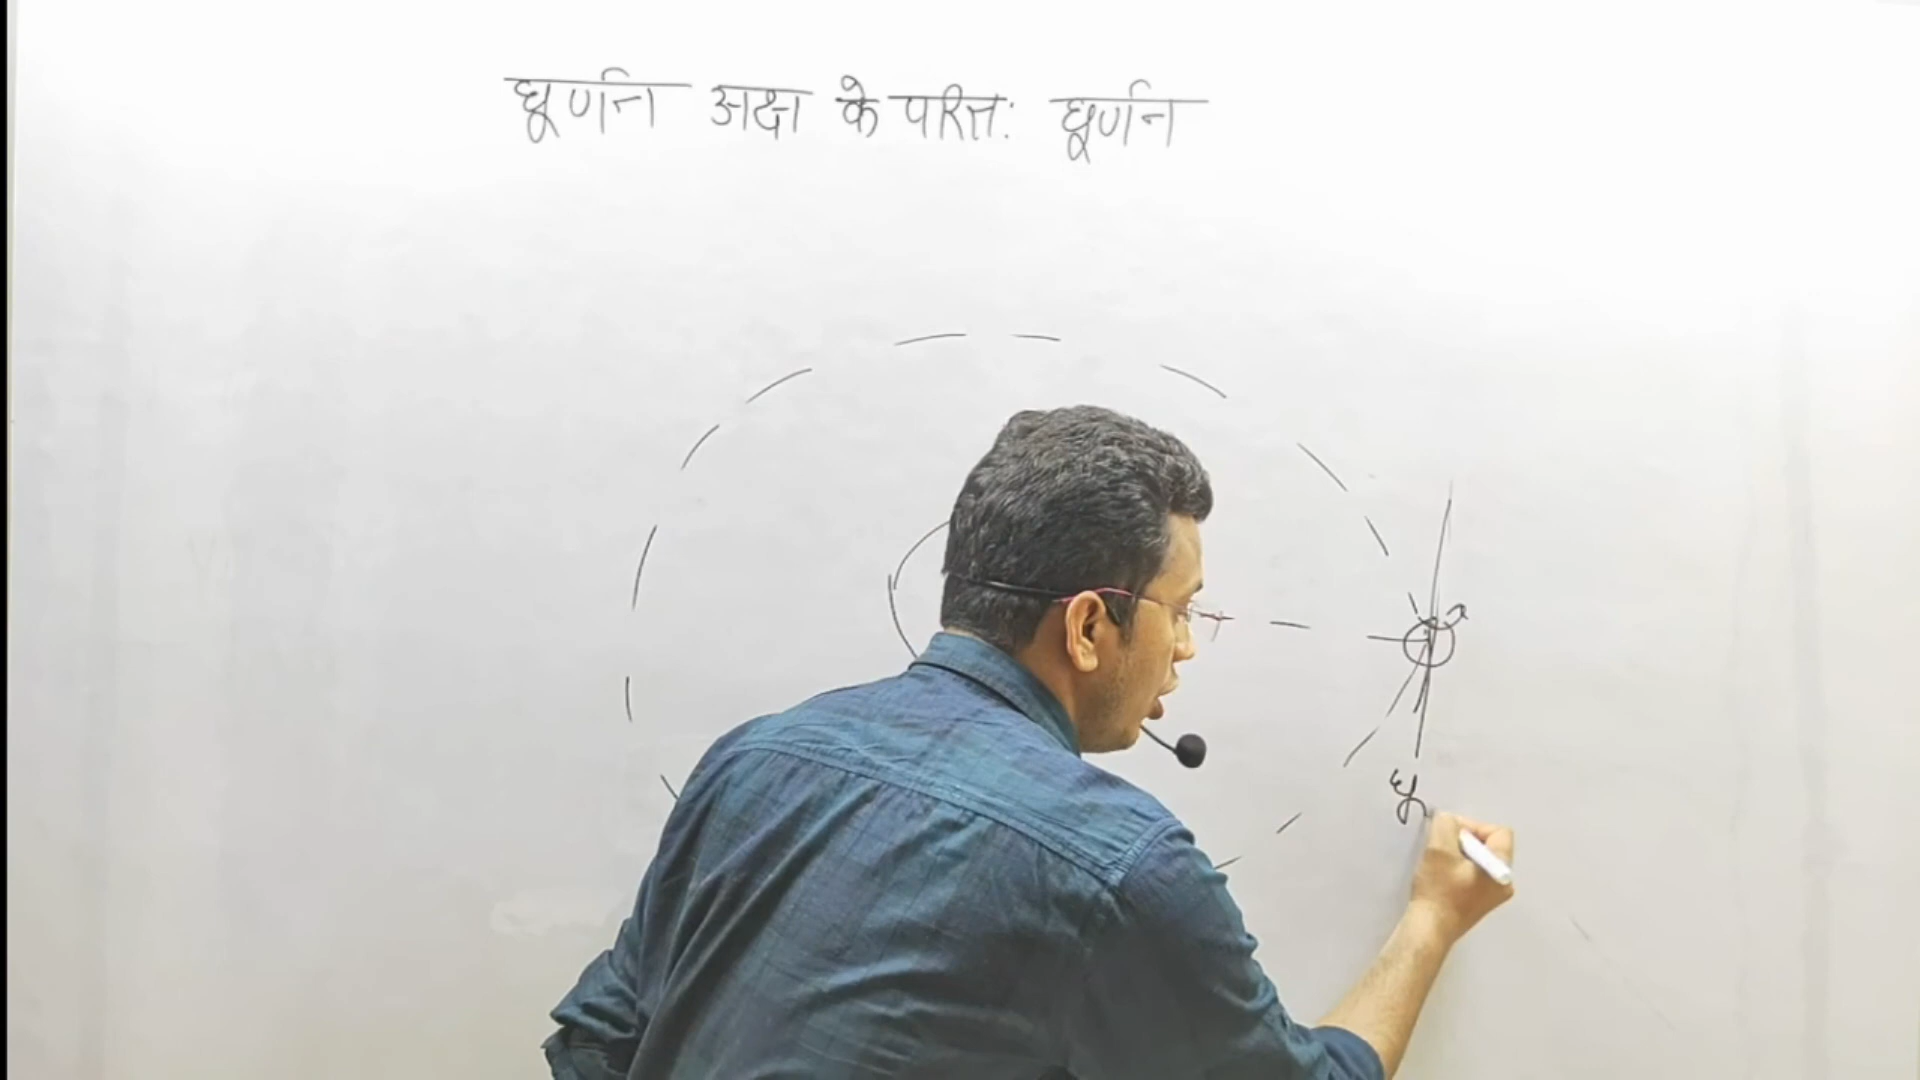 घूर्णन अक्ष के परितः घूर्णन
घू